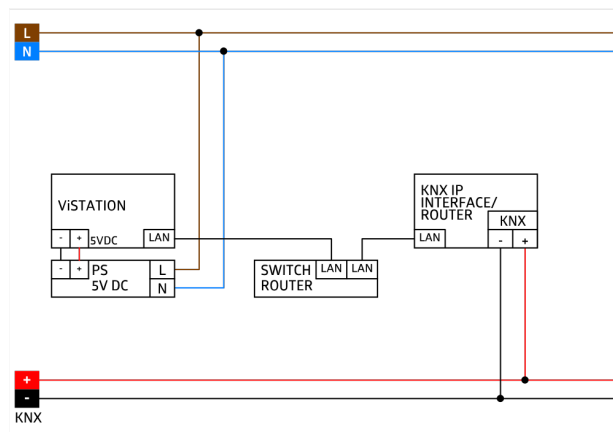 L
N
ViSTATION
- + 5VDC LAN
- + PS L
5V DC N
SWITCH LAN LAN
ROUTER
KNX IP
INTERFACE/
ROUTER KNX
LAN - +
+
-
KNX